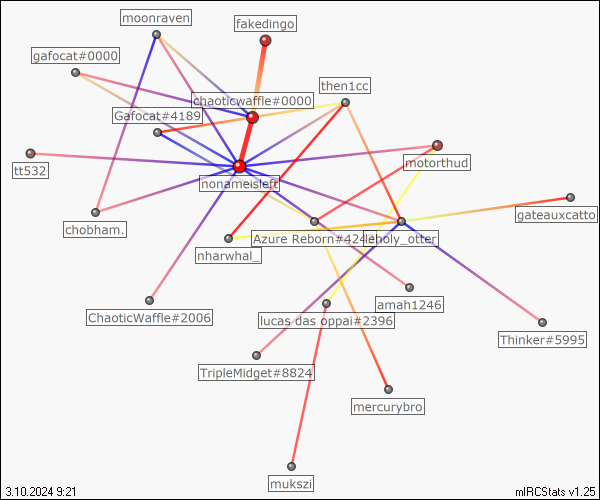 moonraven
fakedingo
gafocat#0000
then1cc
chaoticwaffle#0000
Gafocat#4189
motorthud
tt532
nonameisleft
gateauxcatto
chobham.
Azure Reborn#424
holy_otter
nharwhal_
amah1246
ChaoticWaffle#2006
lucas das oppai#2396
Thinker#5995
TripleMidget#8824
mercurybro
mukszi
3.10.2024 9:21
mIRCStats v1.25